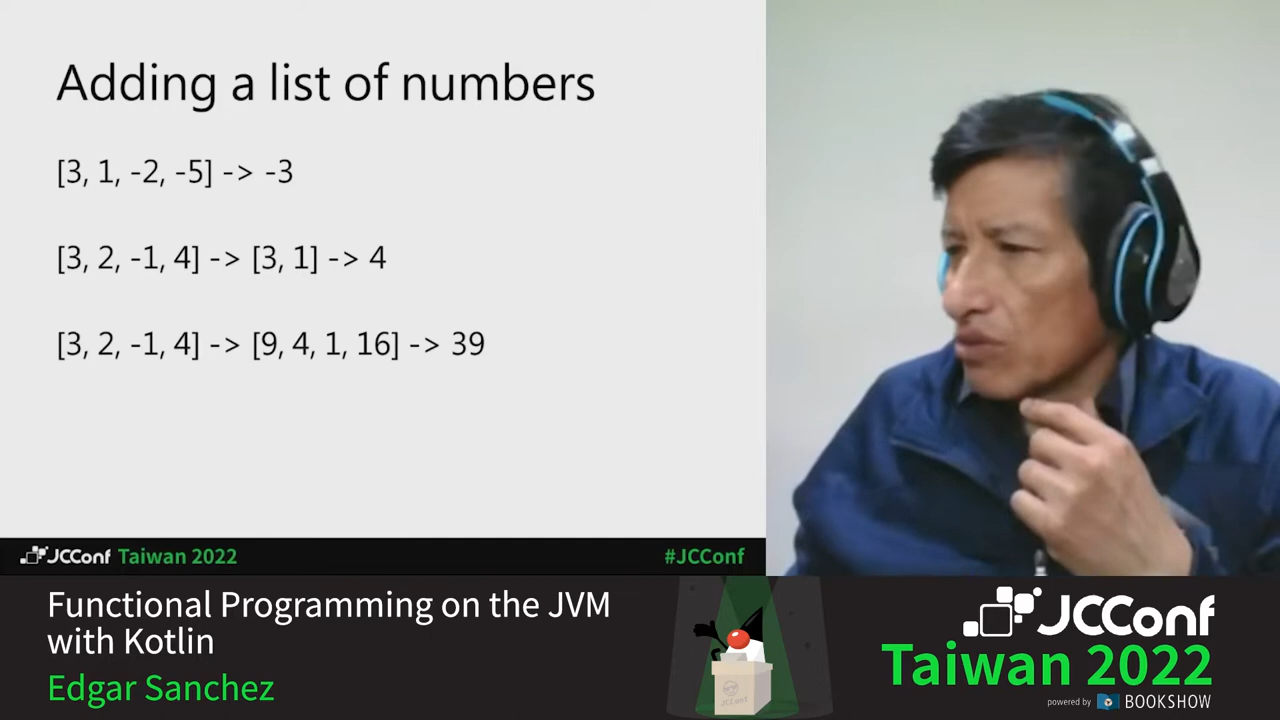 Adding a list of numbers
[3, 1, -2, -5] -> -3
[3, 2, -1, 4] -> [3, 1] -> 4
[3, 2, -1, 4] -> [9, 4, 1, 16] -> 39
JCConf Taiwan 2022
#JCConf
Functional Programming on the JVM
with Kotlin
Edgar Sanchez
JCConf
JCConf
Taiwan 2022
powered by BOOKSHOW